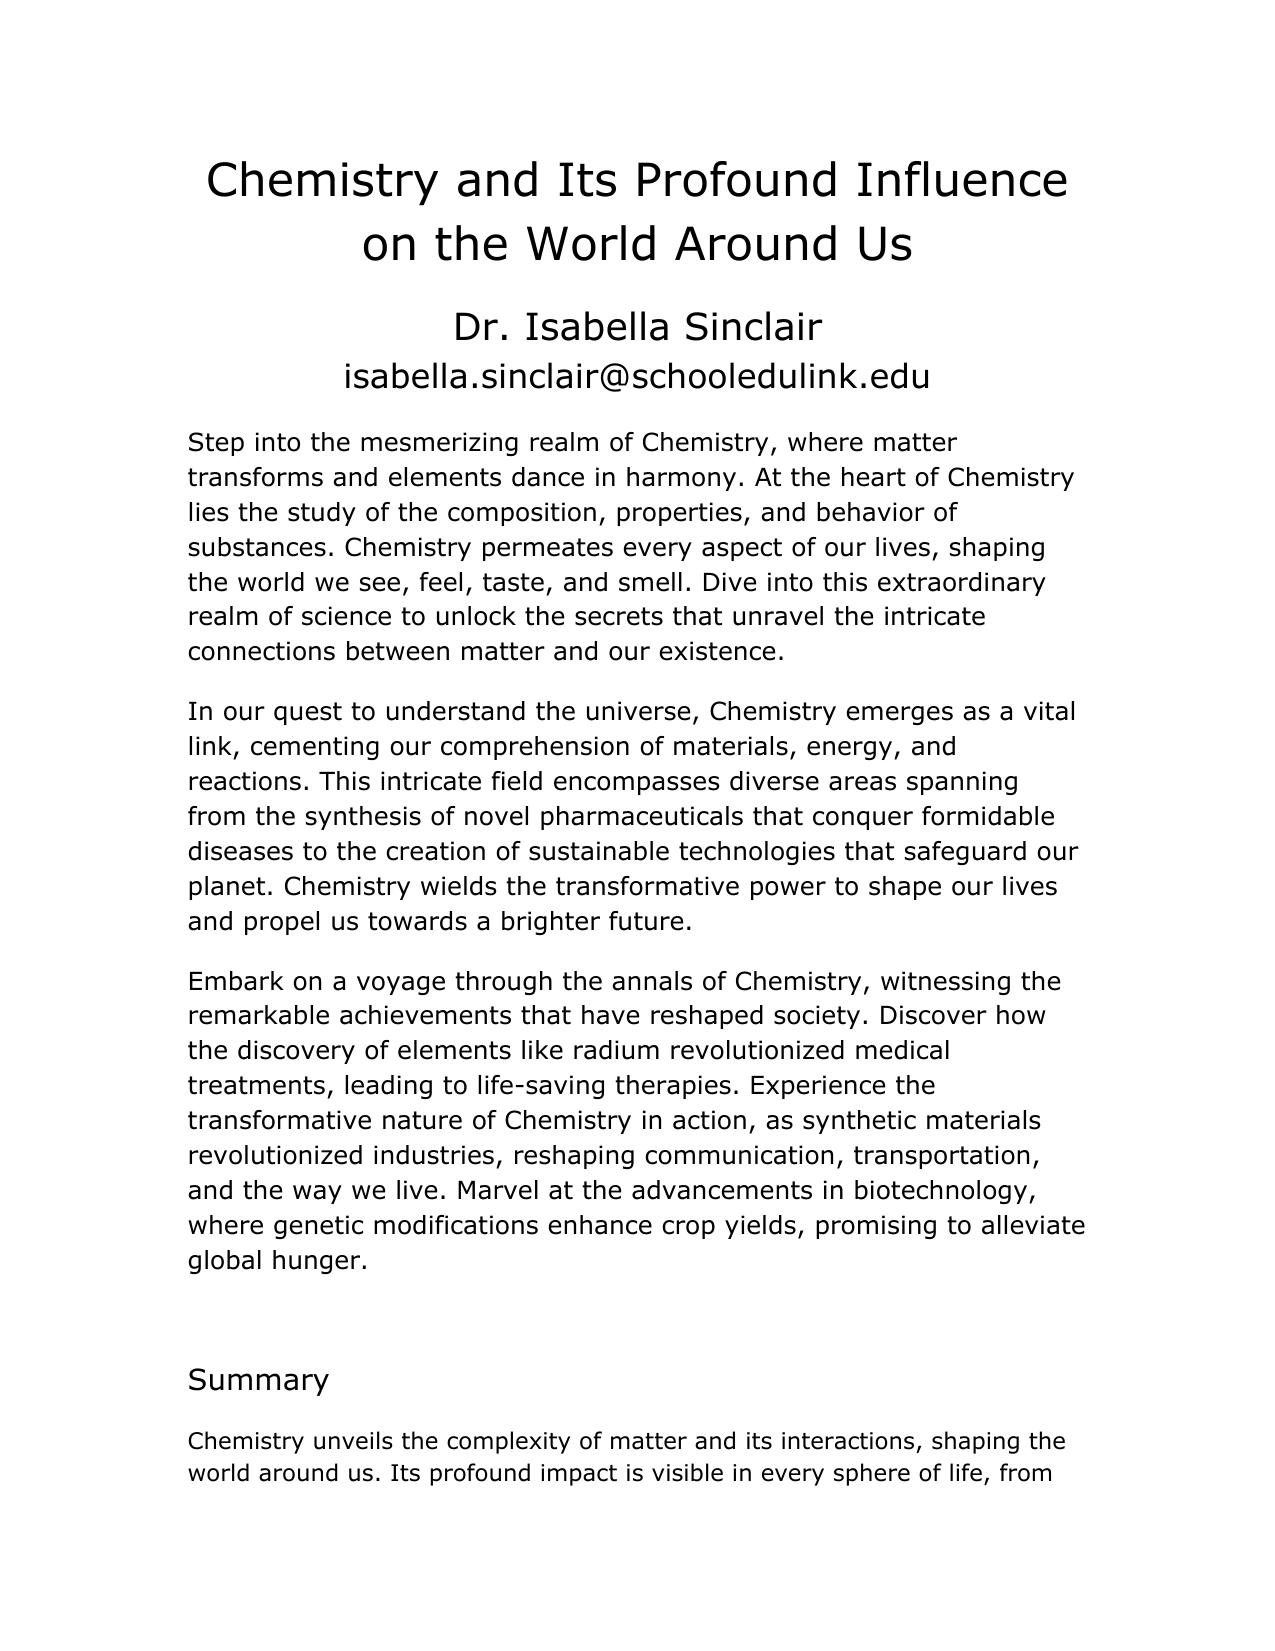 Chemistry and Its Profound Influence
on the World Around Us
Dr. Isabella Sinclair
isabella.sinclair@schooledulink.edu
Step into the mesmerizing realm of Chemistry, where matter
transforms and elements dance in harmony. At the heart of Chemistry
lies the study of the composition, properties, and behavior of
substances. Chemistry permeates every aspect of our lives, shaping
the world we see, feel, taste, and smell. Dive into this extraordinary
realm of science to unlock the secrets that unravel the intricate
connections between matter and our existence.
In our quest to understand the universe, Chemistry emerges as a vital
link, cementing our comprehension of materials, energy, and
reactions. This intricate field encompasses diverse areas spanning
from the synthesis of novel pharmaceuticals that conquer formidable
diseases to the creation of sustainable technologies that safeguard our
planet. Chemistry wields the transformative power to shape our lives
and propel us towards a brighter future.
Embark on a voyage through the annals of Chemistry, witnessing the
remarkable achievements that have reshaped society. Discover how
the discovery of elements like radium revolutionized medical
treatments, leading to life-saving therapies. Experience the
transformative nature of Chemistry in action, as synthetic materials
revolutionized industries, reshaping communication, transportation,
and the way we live. Marvel at the advancements in biotechnology,
where genetic modifications enhance crop yields, promising to alleviate
global hunger.
Summary
Chemistry unveils the complexity of matter and its interactions, shaping the
world around us. Its profound impact is visible in every sphere of life, from